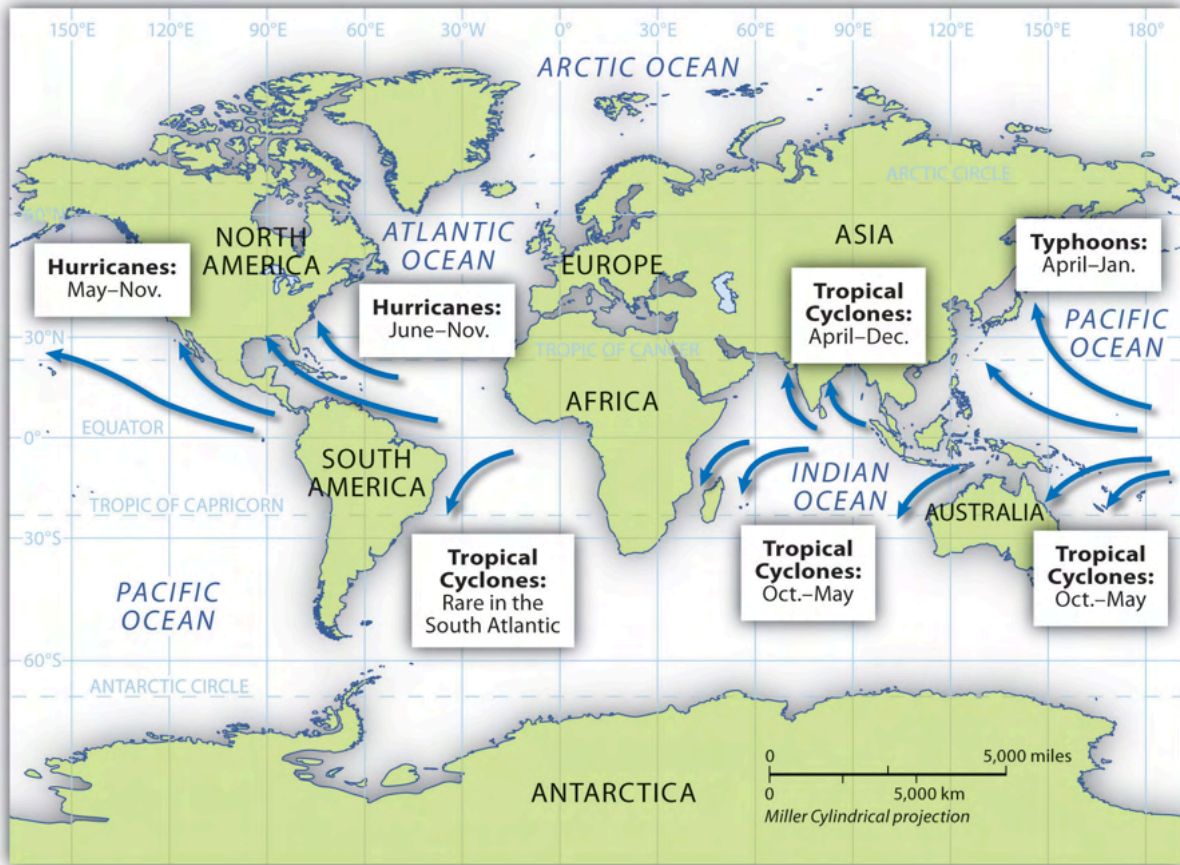 150°E 120°E 90°E 60°E 30°W 0° 30°E 60°E 90°E 120°E 150°E 180°
ARCTIC OCEAN
ARCTIC CIRCLE
60°N
NORTH
AMERICA
ATLANTIC
OCEAN
EUROPE
ASIA
Hurricanes:
May–Nov.
Hurricanes:
June–Nov.
Tropical
Cyclones:
April–Dec.
Typhoons:
April–Jan.
PACIFIC
OCEAN
30°N
TROPIC OF CANCER
AFRICA
EQUATOR
0°
SOUTH
AMERICA
INDIAN
OCEAN
TROPIC OF CAPRICORN
AUSTRALIA
30°S
Tropical
Cyclones:
Rare in the
South Atlantic
Tropical
Cyclones:
Oct.–May
Tropical
Cyclones:
Oct.–May
PACIFIC
OCEAN
60°S
ANTARCTIC CIRCLE
ANTARCTICA
0 5,000 miles
0 5,000 km
Miller Cylindrical projection